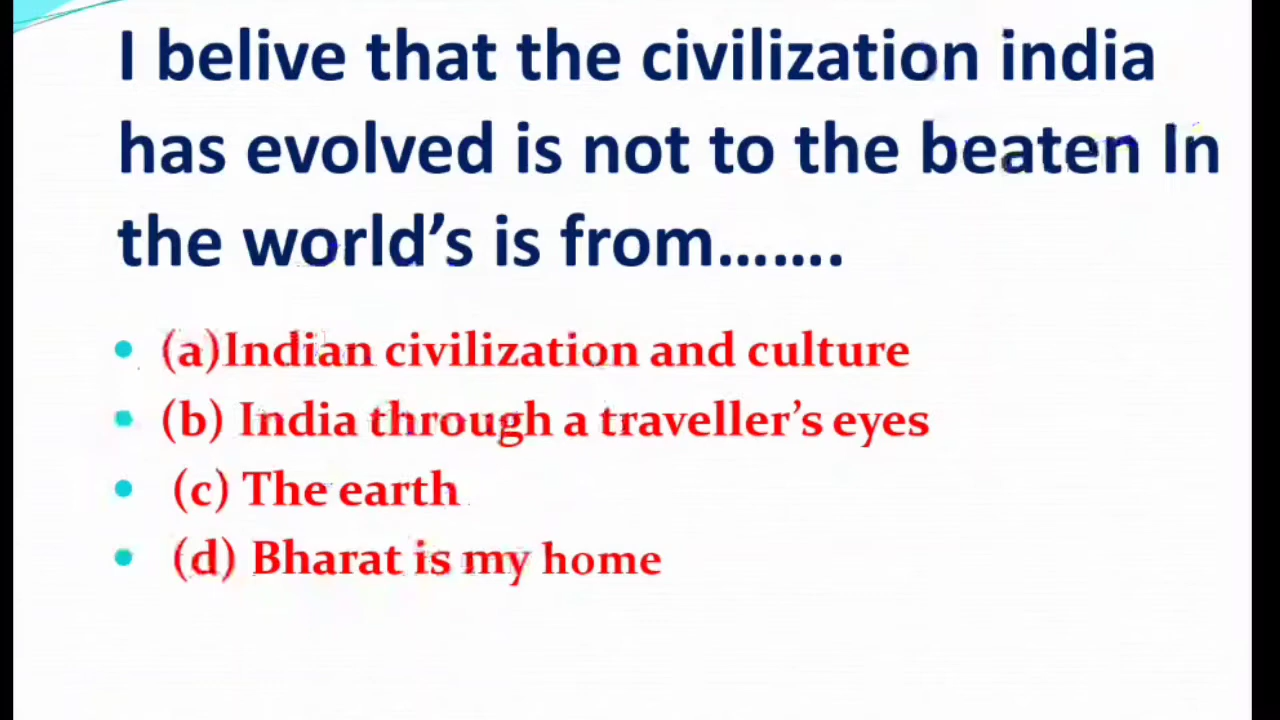 I belive that the civilization india
has evolved is not to the beaten In
the world's is from.......
(a)Indian civilization and culture
(b) India through a traveller's eyes
(c) The earth
(d) Bharat is my home